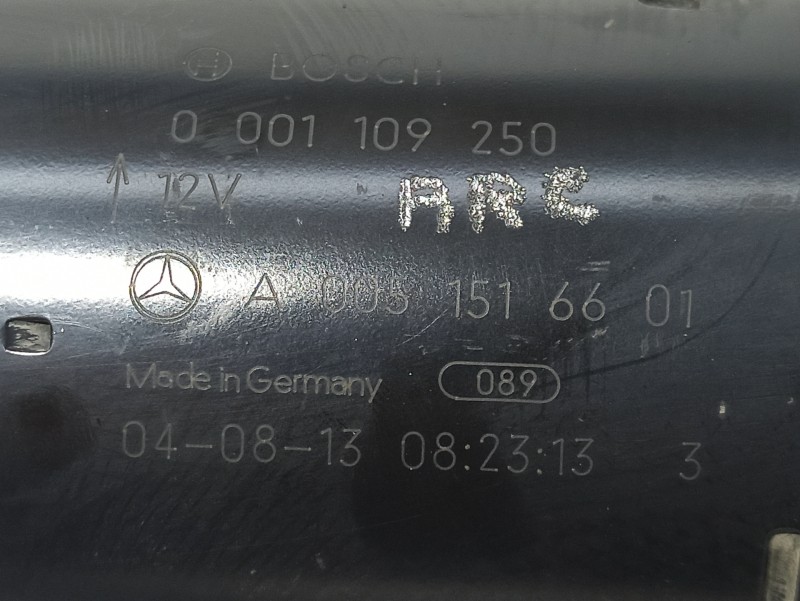 BOSCH
0 001 109 250
12V ARC
A 005 151 66 01
Made in Germany 089
04-08-13 08:23:13 3